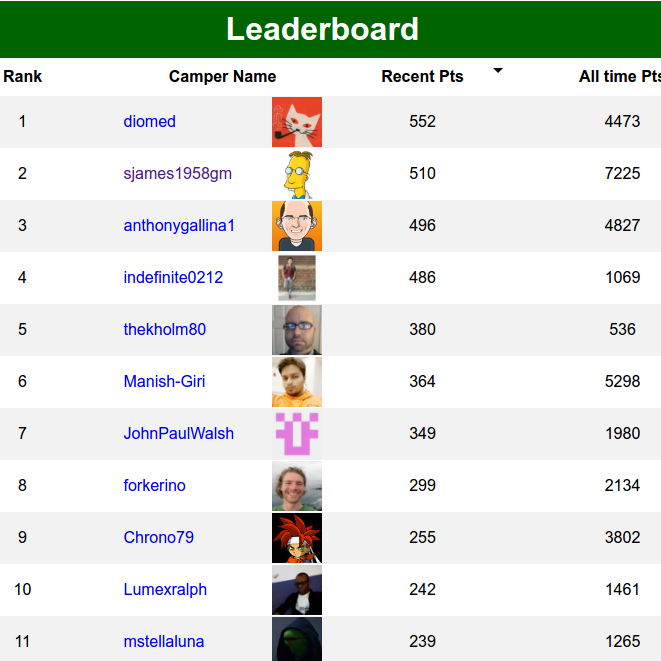 Leaderboard
Rank Camper Name Recent Pts All time Pts
1 diomed 552 4473
2 sjames1958gm 510 7225
3 anthonygallina1 496 4827
4 indefinite0212 486 1069
5 thekholm80 380 536
6 Manish-Giri 364 5298
7 JohnPaulWalsh 349 1980
8 forkerino 299 2134
9 Chrono79 255 3802
10 Lumexralph 242 1461
11 mstellaluna 239 1265